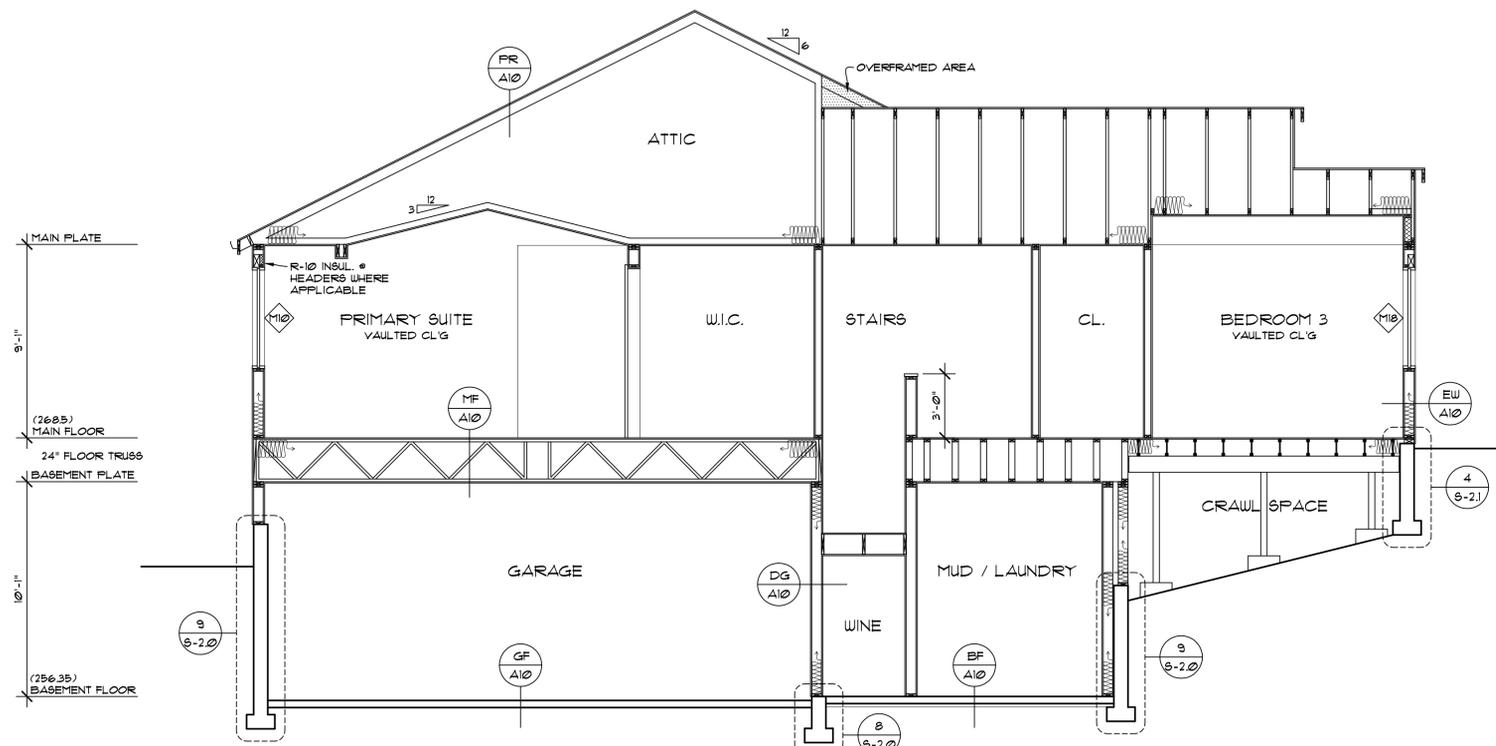 12
6
OVERFRAMED AREA
PR
A10
ATTIC
12
3
MAIN PLATE
R-10 INSUL. @
HEADERS WHERE
APPLICABLE
M10
PRIMARY SUITE
VAULTED CL'G
W.I.C.
STAIRS
CL.
BEDROOM 3
VAULTED CL'G
M18
9'-1"
3'-0"
MF
A10
EW
A10
(268.5)
MAIN FLOOR
24" FLOOR TRUSS
BASEMENT PLATE
4
S-2.1
CRAWL SPACE
GARAGE
DG
A10
MUD / LAUNDRY
10'-1"
WINE
9
S-2.0
9
S-2.0
GF
A10
BF
A10
(256.35)
BASEMENT FLOOR
8
S-2.0